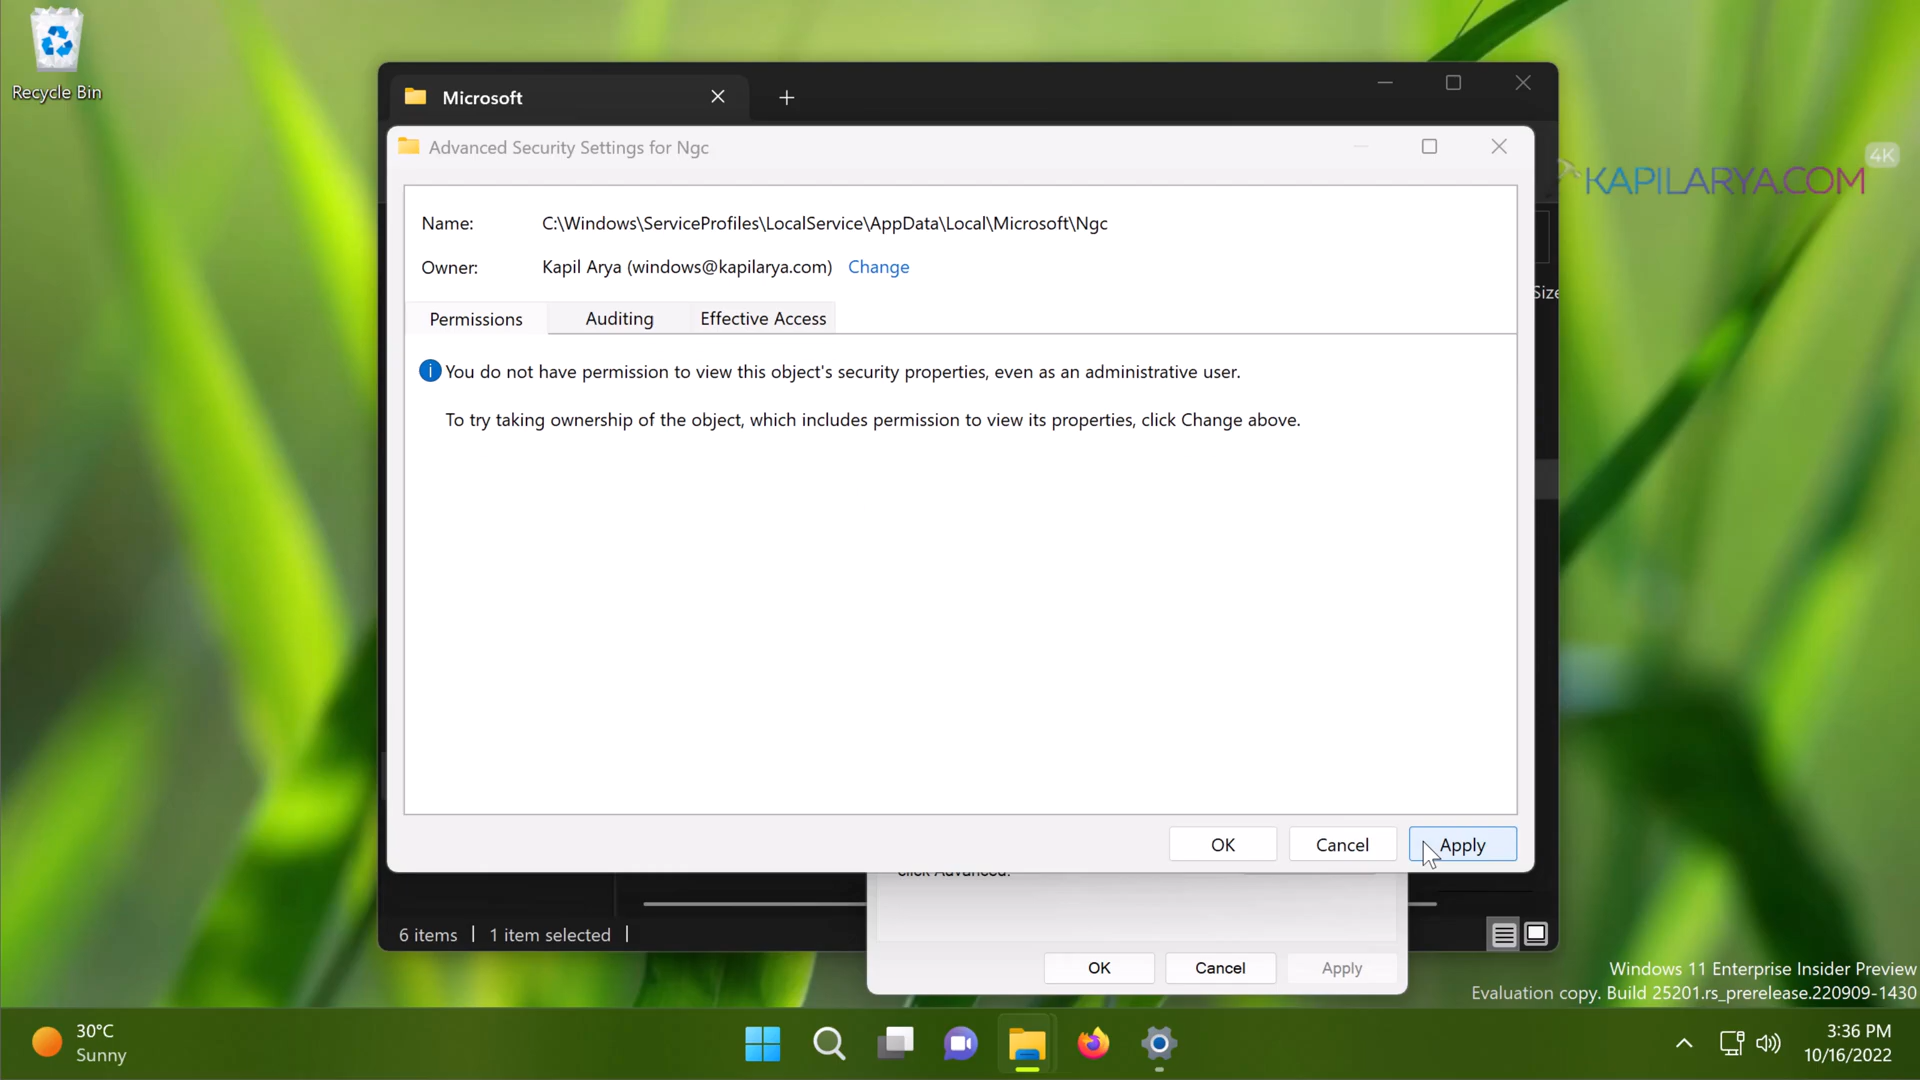 Recycle Bin
Microsoft
Advanced Security Settings for Ngc
4K
KAPILARYA.COM
Name: C:\Windows\ServiceProfiles\LocalService\AppData\Local\Microsoft\Ngc
Owner: Kapil Arya (windows@kapilarya.com) Change
Size
Permissions Auditing Effective Access
You do not have permission to view this object's security properties, even as an administrative user.
To try taking ownership of the object, which includes permission to view its properties, click Change above.
OK Cancel Apply
click Advanced.
6 items 1 item selected
OK Cancel Apply
Windows 11 Enterprise Insider Preview
Evaluation copy. Build 25201.rs_prerelease.220909-1430
30°C
Sunny
3:36 PM
10/16/2022